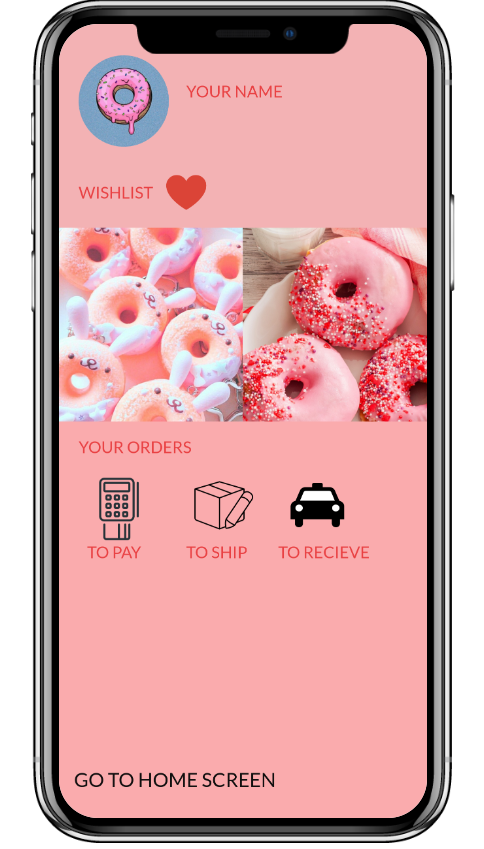 YOUR NAME
WISHLIST
YOUR ORDERS
TO PAY
TO SHIP
TO RECIEVE
GO TO HOME SCREEN